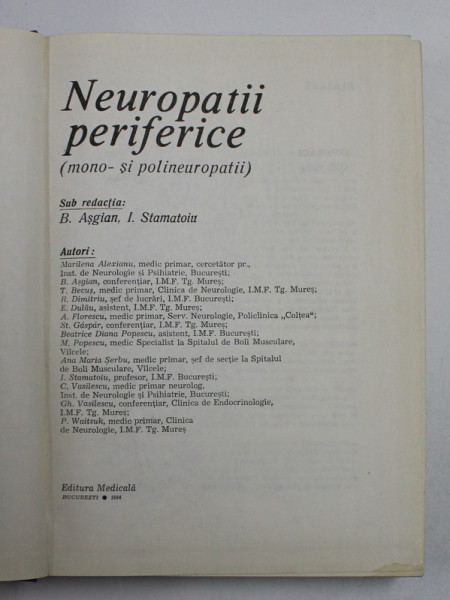 Neuropatii
periferice
(mono- și polineuropatii)
Sub redacția:
B. Așgian, I. Stamatoiu
Autori:
Marilena Alexianu, medic primar, cercetător pr.,
Inst. de Neurologie și Psihiatrie, București;
B. Așgian, conferențiar, I.M.F. Tg. Mureș;
T. Becuș, medic primar, Clinica de Neurologie, I.M.F. Tg. Mureș;
R. Dimitriu, șef de lucrări, I.M.F. București;
E. Dulău, asistent, I.M.F. Tg. Mureș;
A. Florescu, medic primar, Serv. Neurologie, Policlinica „Colțea";
St. Gáspár, conferențiar, I.M.F. Tg. Mureș;
Beatrice Diana Popescu, asistent, I.M.F. București;
M. Popescu, medic Specialist la Spitalul de Boli Musculare,
Vîlcele;
Ana Maria Șerbu, medic primar, șef de secție la Spitalul
de Boli Musculare, Vîlcele;
I. Stamatoiu, profesor, I.M.F. București;
C. Vasilescu, medic primar neurolog,
Inst. de Neurologie și Psihiatrie, București;
Gh. Vasilescu, conferențiar, Clinica de Endocrinologie,
I.M.F. Tg. Mureș;
P. Waitsuk, medic primar, Clinica
de Neurologie, I.M.F. Tg. Mureș
Editura Medicală
BUCUREȘTI ● 1984